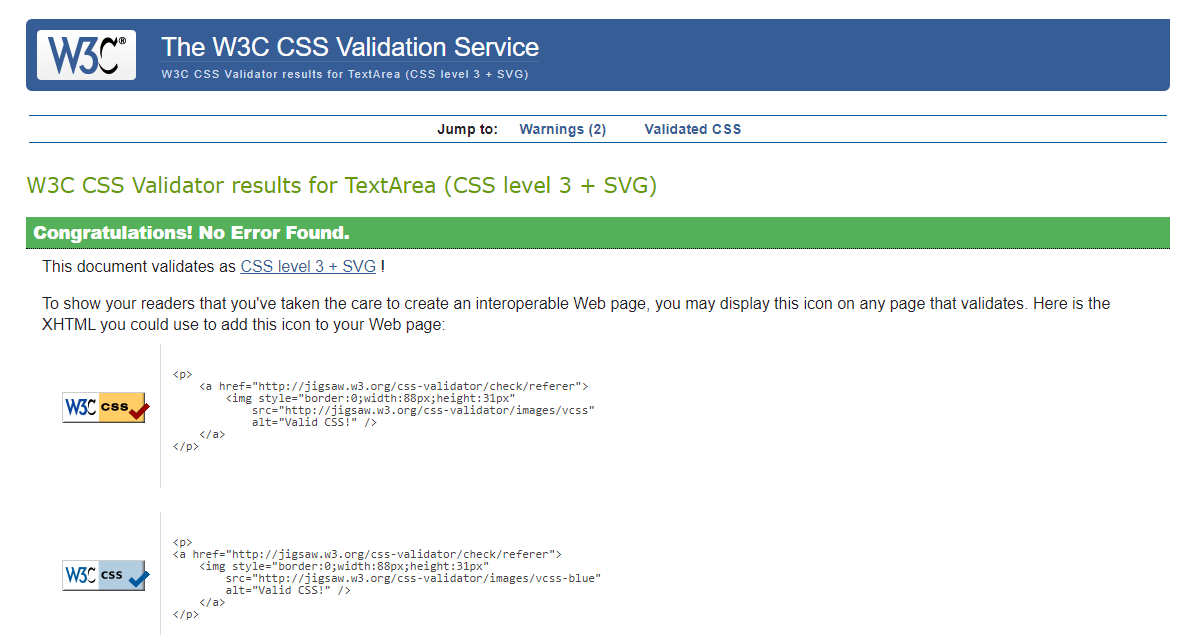 W3C® The W3C CSS Validation Service
W3C CSS Validator results for TextArea (CSS level 3 + SVG)
Jump to: Warnings (2) Validated CSS
W3C CSS Validator results for TextArea (CSS level 3 + SVG)
Congratulations! No Error Found.
This document validates as CSS level 3 + SVG !
To show your readers that you've taken the care to create an interoperable Web page, you may display this icon on any page that validates. Here is the
XHTML you could use to add this icon to your Web page:
W3C css
<p>
    <a href="http://jigsaw.w3.org/css-validator/check/referer">
        <img style="border:0;width:88px;height:31px"
            src="http://jigsaw.w3.org/css-validator/images/vcss"
            alt="Valid CSS!" />
    </a>
</p>
W3C css
<p>
<a href="http://jigsaw.w3.org/css-validator/check/referer">
    <img style="border:0;width:88px;height:31px"
        src="http://jigsaw.w3.org/css-validator/images/vcss-blue"
        alt="Valid CSS!" />
    </a>
</p>